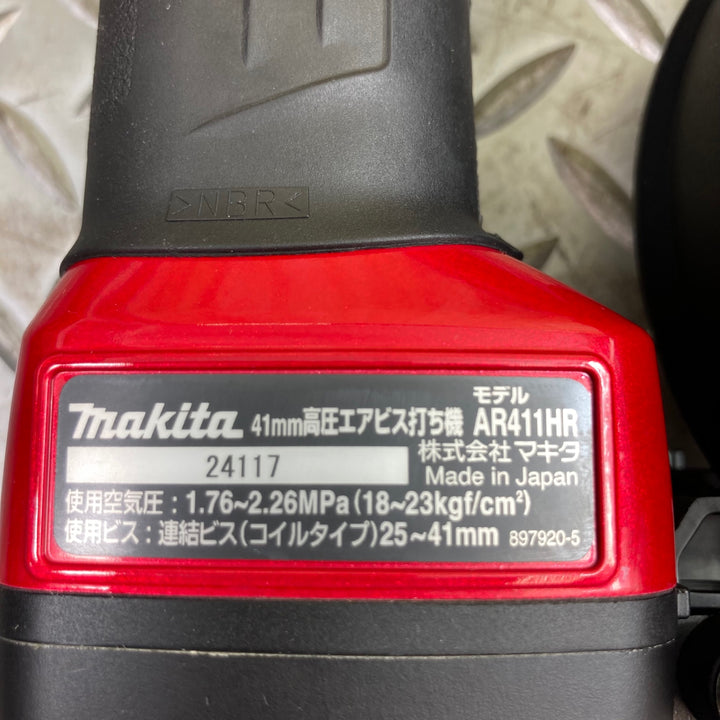 >NBR<
makita 41mm高圧エアビス打ち機 モデル AR411HR
24117 株式会社マキタ
Made in Japan
使用空気圧：1.76~2.26MPa(18~23kgf/cm²)
使用ビス：連結ビス(コイルタイプ)25~41mm 897920-5